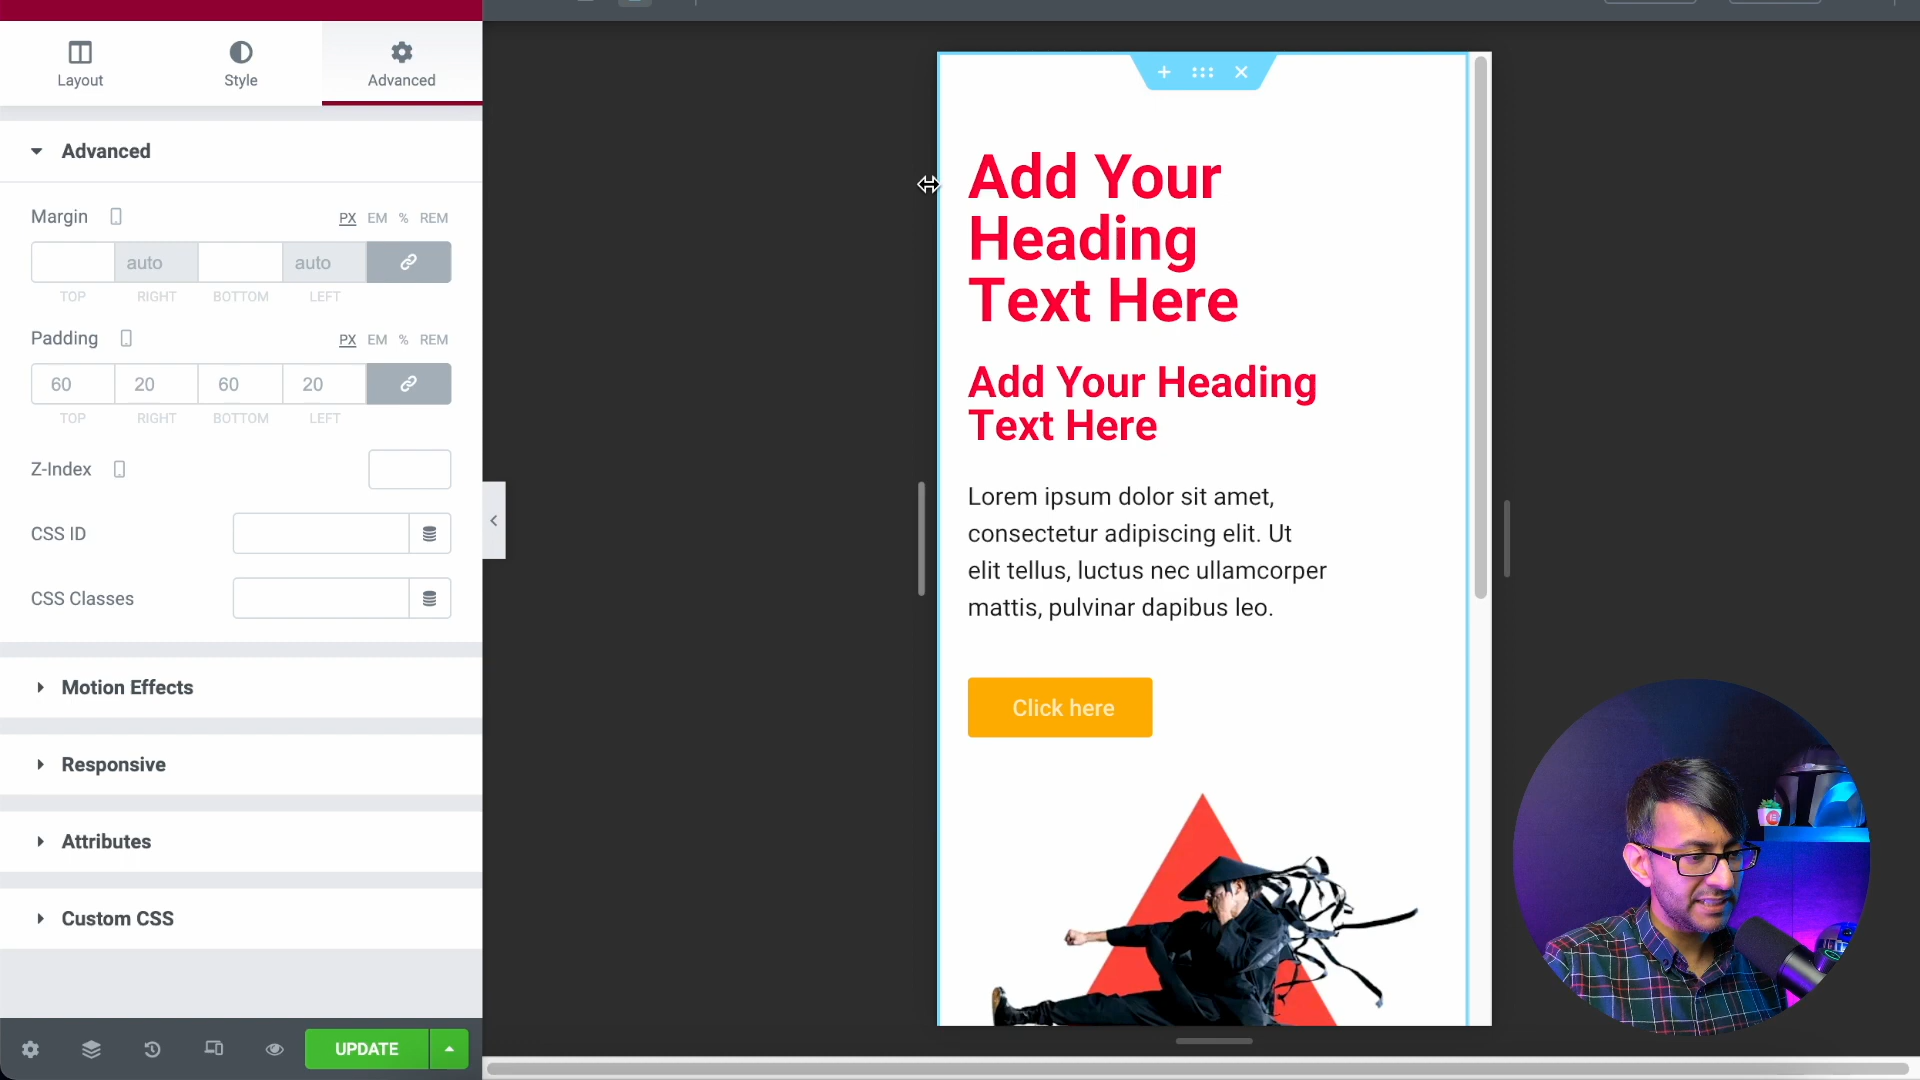 Layout
Style
Advanced
Advanced
Margin
PX EM % REM
auto auto
TOP RIGHT BOTTOM LEFT
Padding
PX EM % REM
60 20 60 20
TOP RIGHT BOTTOM LEFT
Z-Index
CSS ID
CSS Classes
Motion Effects
Responsive
Attributes
Custom CSS
UPDATE
Add Your
Heading
Text Here
Add Your Heading
Text Here
Lorem ipsum dolor sit amet,
consectetur adipiscing elit. Ut
elit tellus, luctus nec ullamcorper
mattis, pulvinar dapibus leo.
Click here